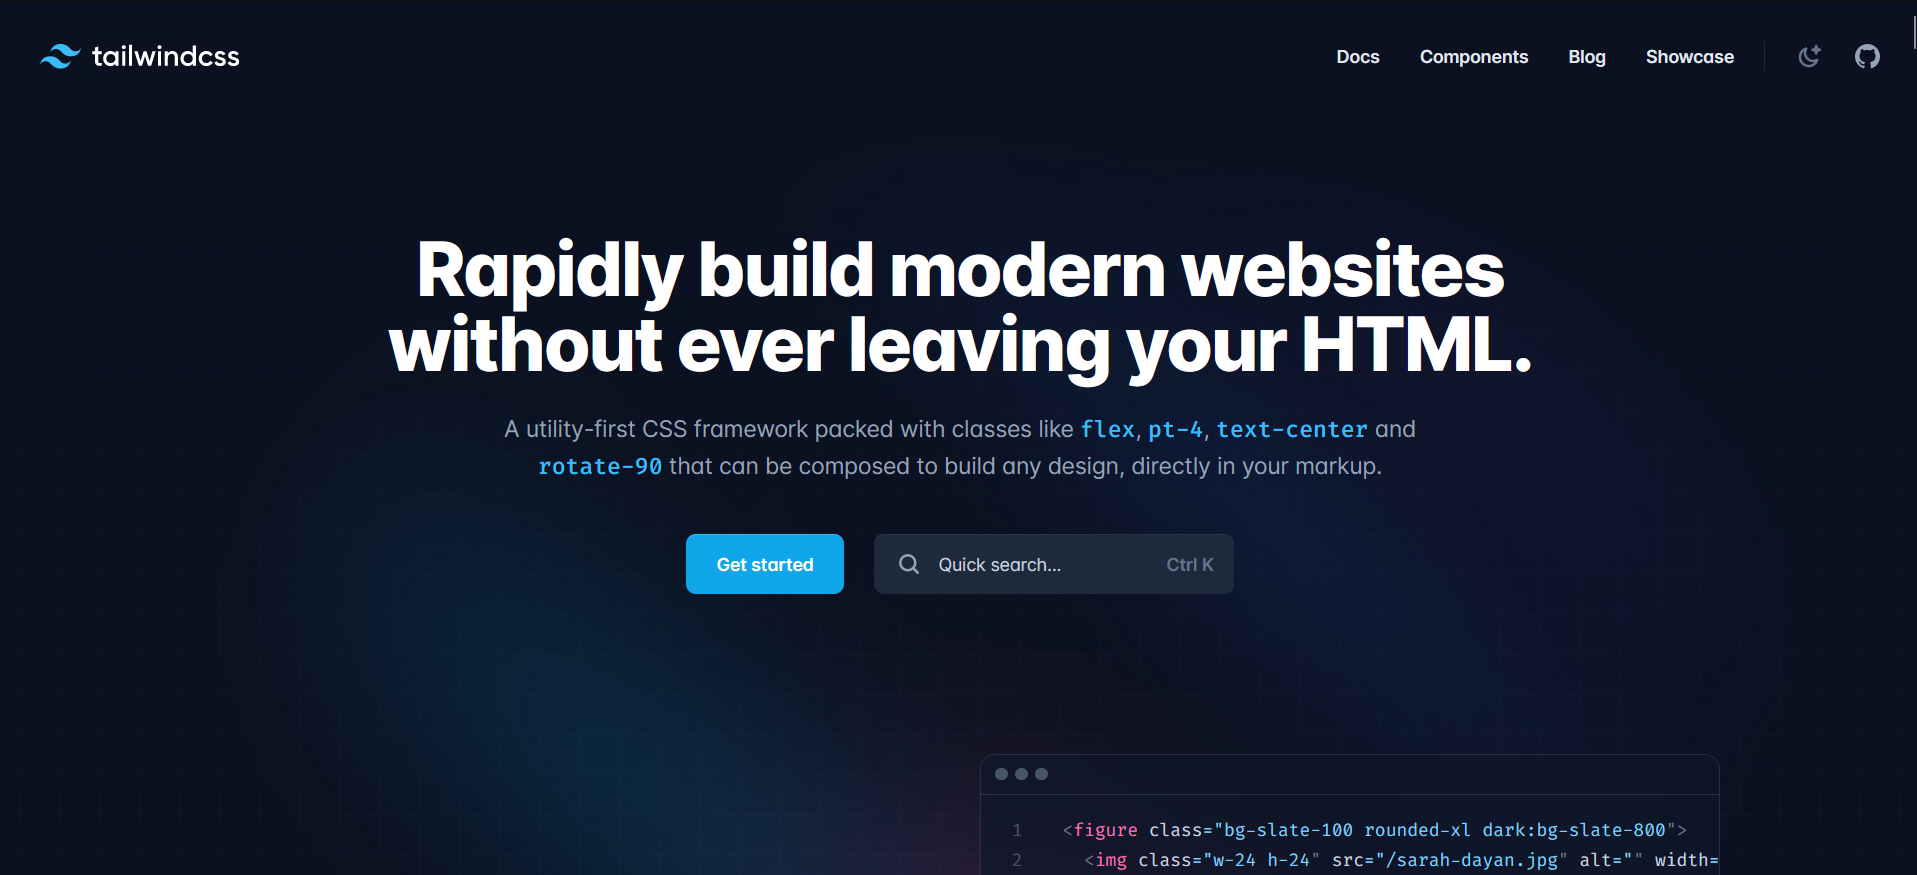 tailwindcss
Docs Components Blog Showcase
Rapidly build modern websites
without ever leaving your HTML.
A utility-first CSS framework packed with classes like flex, pt-4, text-center and
rotate-90 that can be composed to build any design, directly in your markup.
Get started
Quick search... Ctrl K
1 <figure class="bg-slate-100 rounded-xl dark:bg-slate-800">
2 <img class="w-24 h-24" src="/sarah-dayan.jpg" alt="" width=